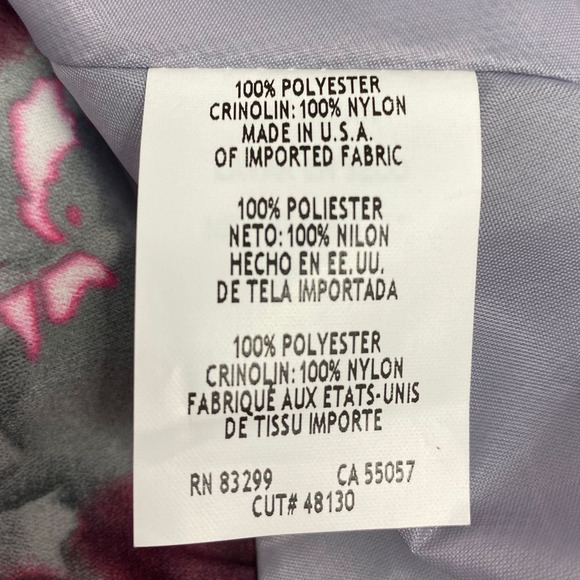 100% POLYESTER
CRINOLIN: 100% NYLON
MADE IN U.S.A.
OF IMPORTED FABRIC
100% POLIESTER
NETO: 100% NILON
HECHO EN EE.UU.
DE TELA IMPORTADA
100% POLYESTER
CRINOLIN: 100% NYLON
FABRIQUÉ AUX ETATS-UNIS
DE TISSU IMPORTE
RN 83299 CA 55057
CUT# 48130